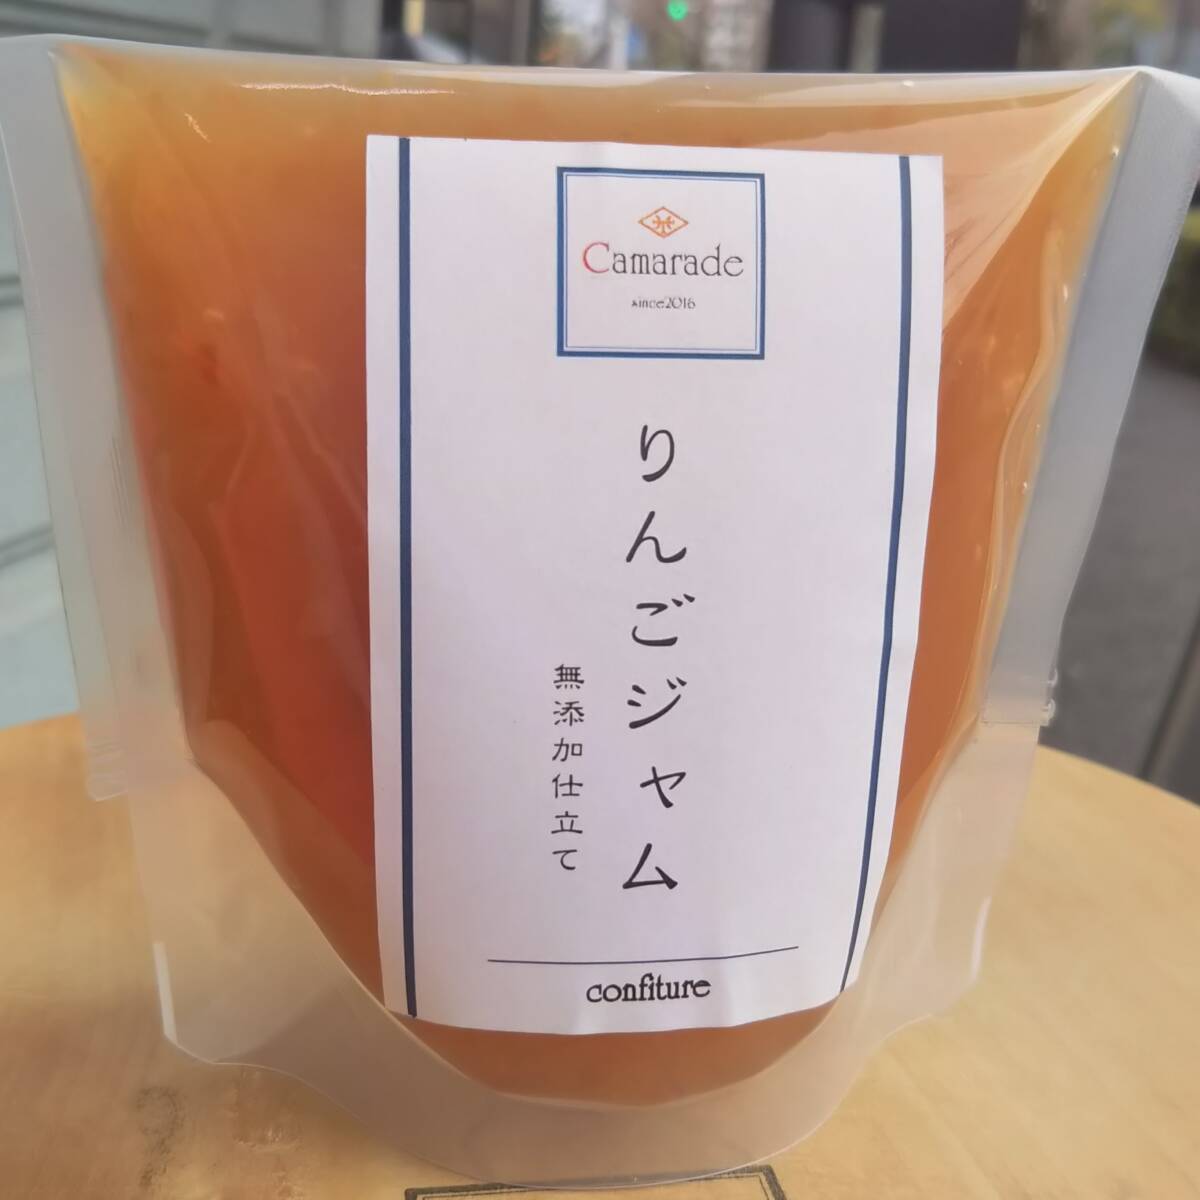 Camarade
since2016
りんごジャム
無添加仕立て
confiture